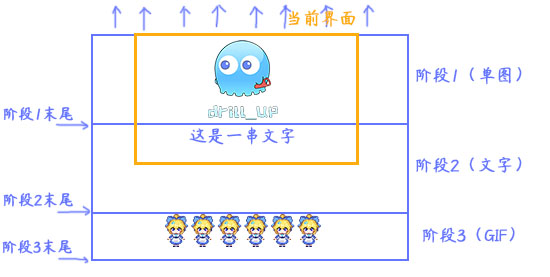 当前界面
阶段1（单图）
drill_up
阶段1末尾
这是一串文字
阶段2（文字）
阶段2末尾
阶段3（GIF）
阶段3末尾